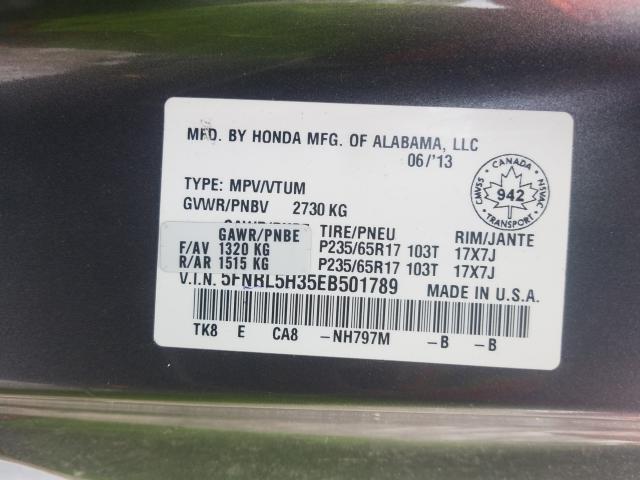 MFD. BY HONDA MFG. OF ALABAMA, LLC
06/'13
TYPE: MPV/VTUM
GVWR/PNBV 2730 KG
GAWR/PNBE TIRE/PNEU RIM/JANTE
F/AV 1320 KG P235/65R17 103T 17X7J
R/AR 1515 KG P235/65R17 103T 17X7J
V.I.N. 5FNRL5H35EB501789 MADE IN U.S.A.
TK8 E CA8 -NH797M -B -B
CANADA
CMVSS 942 NSVAC
TRANSPORT